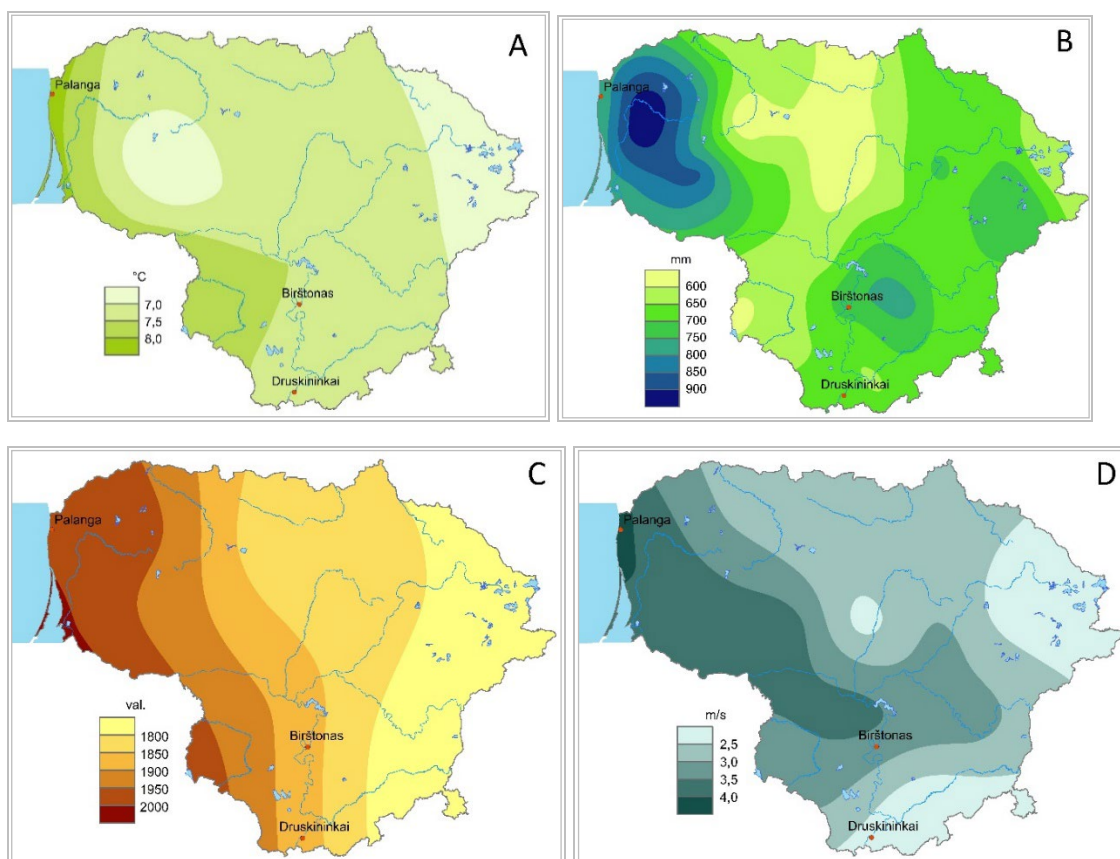 A
Palanga
°C
7,0
7,5
8,0
Birštonas
Druskininkai
B
Palanga
mm
600
650
700
750
800
850
900
Birštonas
Druskininkai
C
Palanga
val.
1800
1850
1900
1950
2000
Birštonas
Druskininkai
D
Palanga
m/s
2,5
3,0
3,5
4,0
Birštonas
Druskininkai